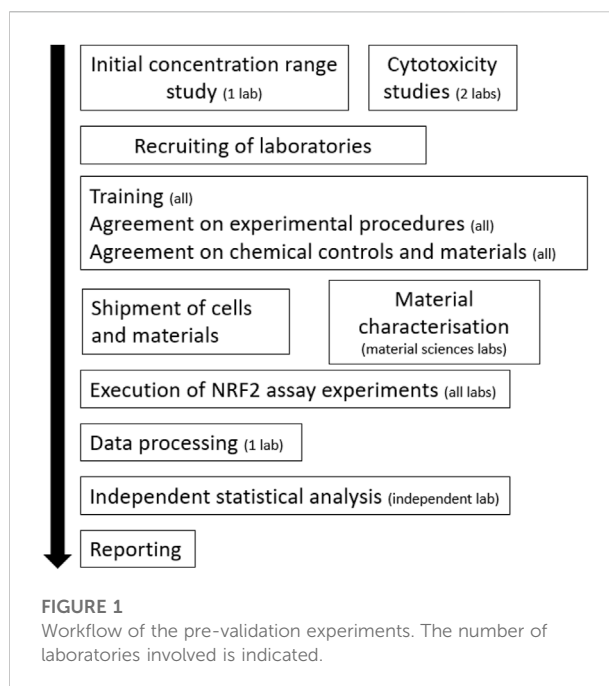 Initial concentration range
study (1 lab)
Cytotoxicity
studies (2 labs)
Recruiting of laboratories
Training (all)
Agreement on experimental procedures (all)
Agreement on chemical controls and materials (all)
Shipment of cells
and materials
Material
characterisation
(material sciences labs)
Execution of NRF2 assay experiments (all labs)
Data processing (1 lab)
Independent statistical analysis (independent lab)
Reporting
FIGURE 1
Workflow of the pre-validation experiments. The number of
laboratories involved is indicated.